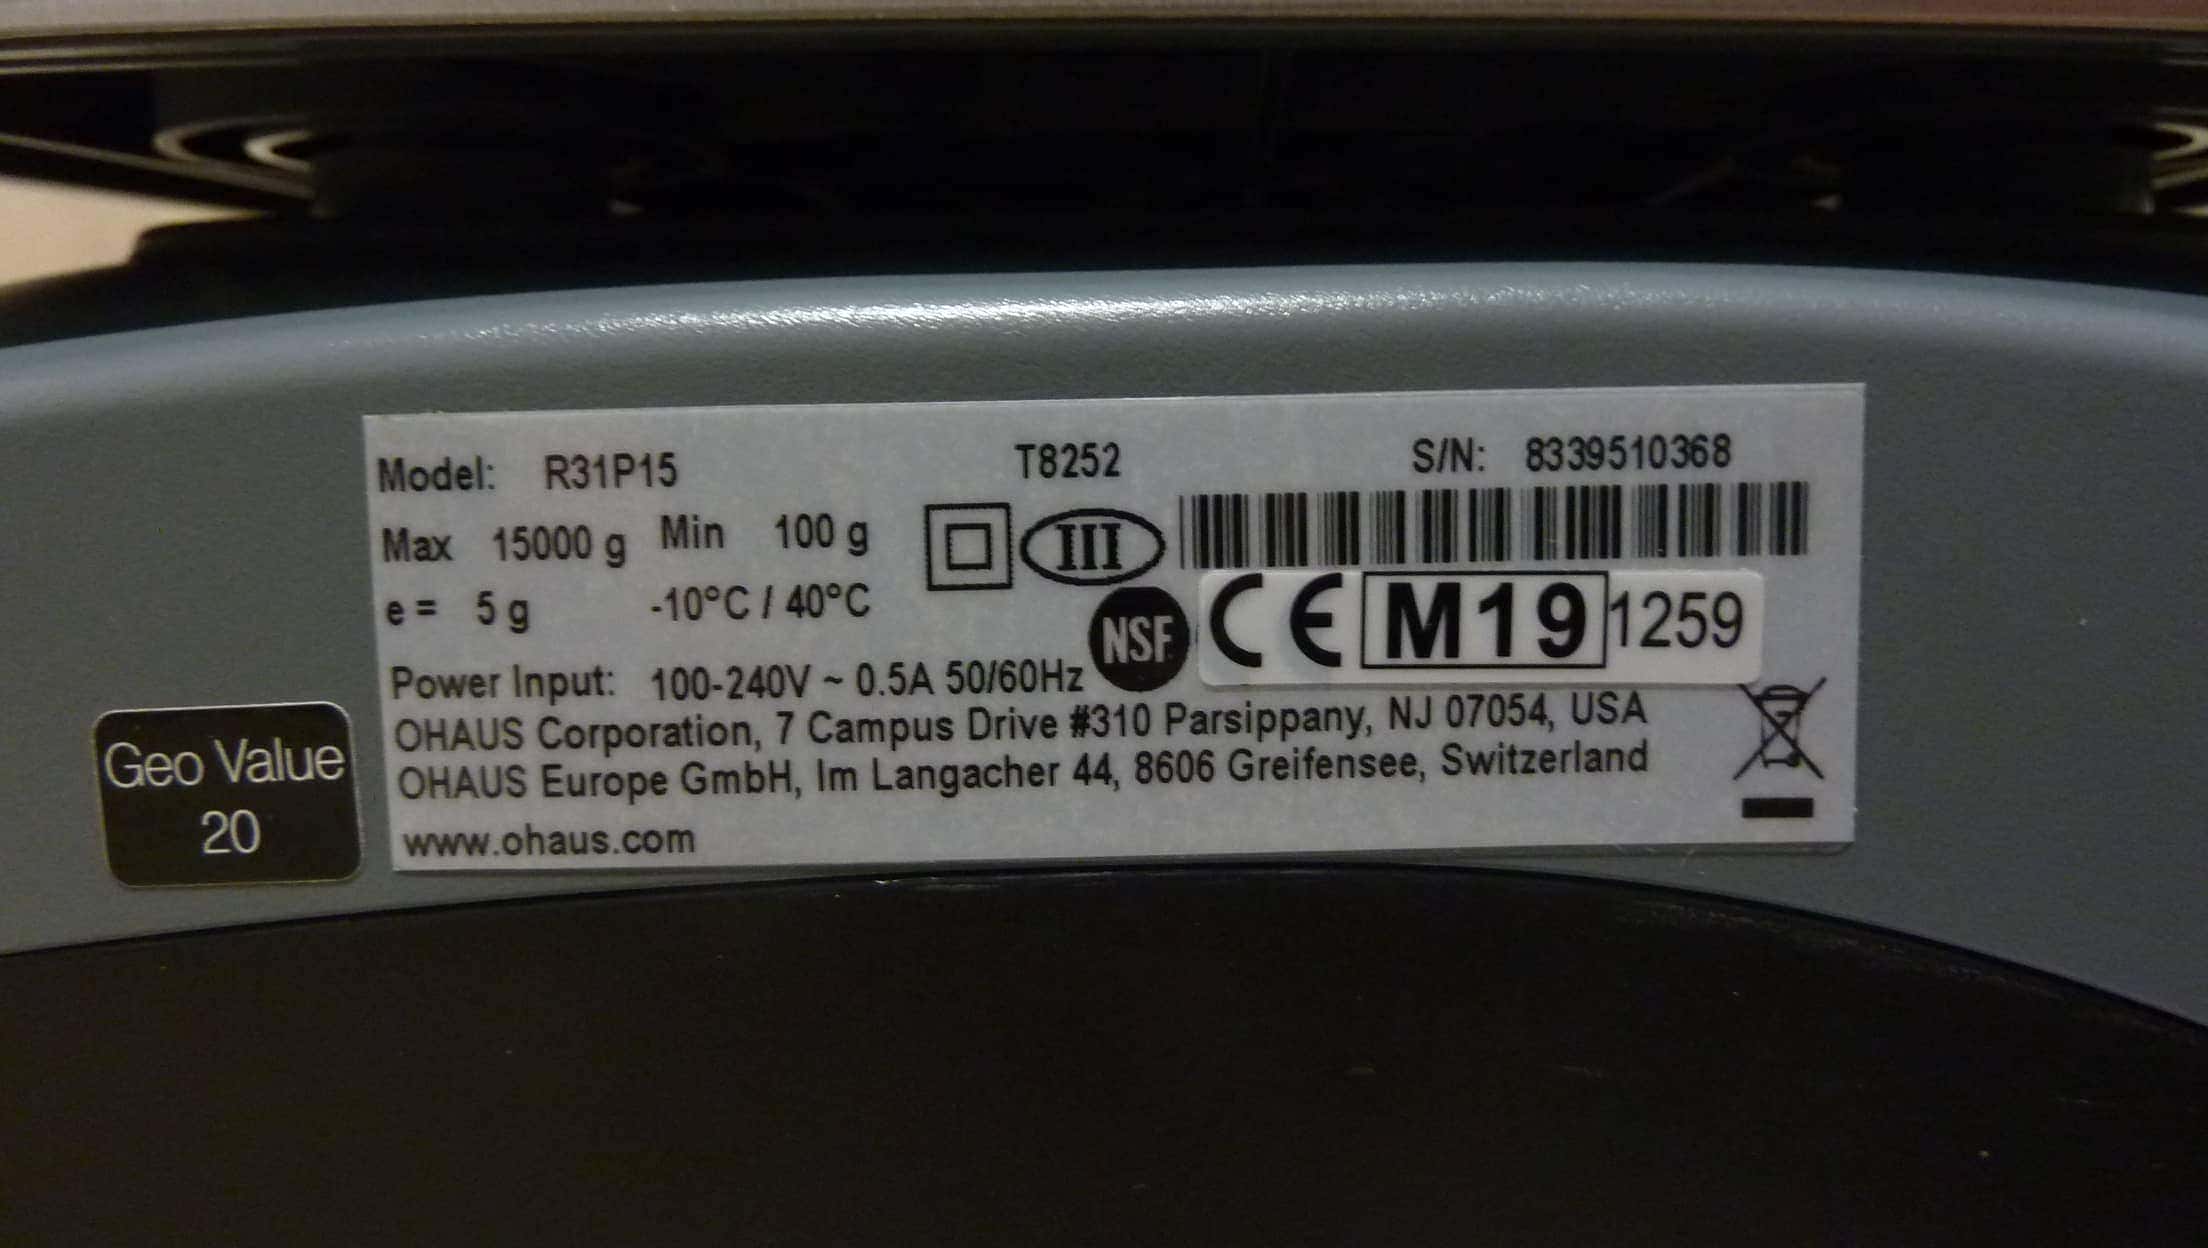 Model: R31P15 T8252 S/N: 8339510368
Max 15000 g Min 100 g III
e = 5 g -10°C / 40°C
NSF CE M19 1259
Power Input: 100-240V ~ 0.5A 50/60Hz
OHAUS Corporation, 7 Campus Drive #310 Parsippany, NJ 07054, USA
OHAUS Europe GmbH, Im Langacher 44, 8606 Greifensee, Switzerland
www.ohaus.com
Geo Value
20